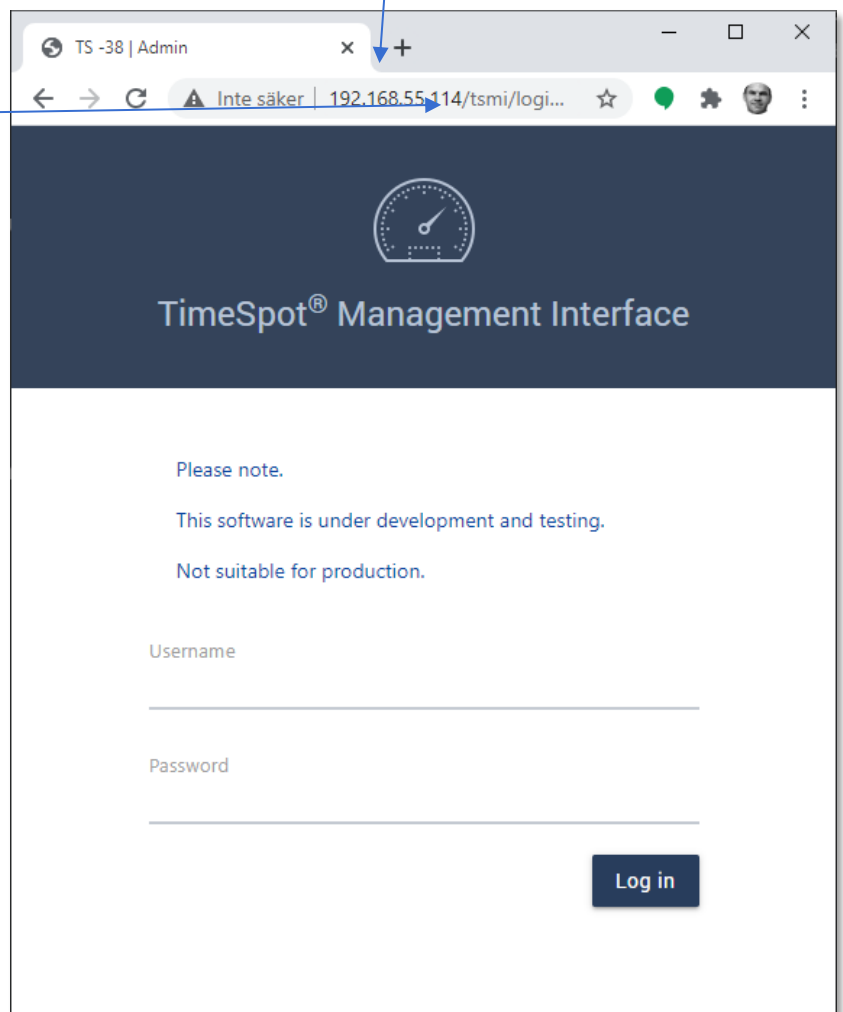 TS -38 | Admin
Inte säker | 192.168.55.114/tsmi/logi...
TimeSpot® Management Interface
Please note.
This software is under development and testing.
Not suitable for production.
Username
Password
Log in